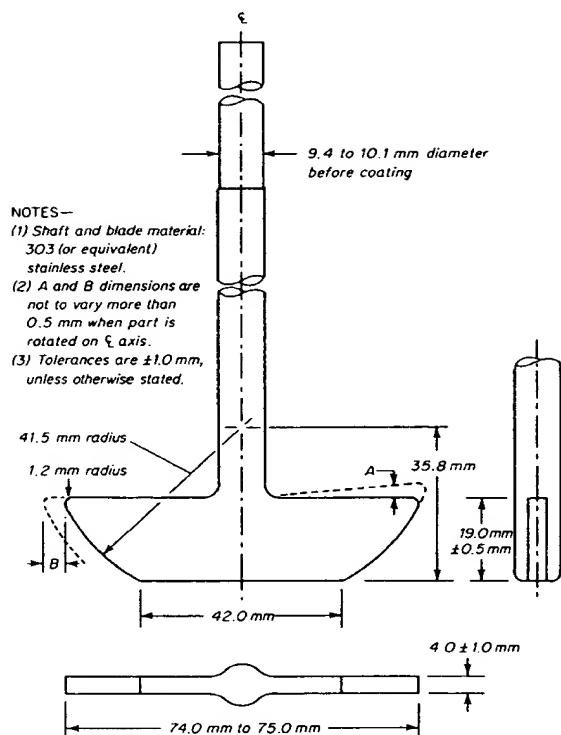 ℄
9.4 to 10.1 mm diameter
before coating
NOTES—
(1) Shaft and blade material:
303 (or equivalent)
stainless steel.
(2) A and B dimensions are
not to vary more than
0.5 mm when part is
rotated on ℄ axis.
(3) Tolerances are ±1.0 mm,
unless otherwise stated.
41.5 mm radius
1.2 mm radius
A
35.8 mm
19.0 mm
±0.5 mm
B
42.0 mm
4.0 ± 1.0 mm
74.0 mm to 75.0 mm